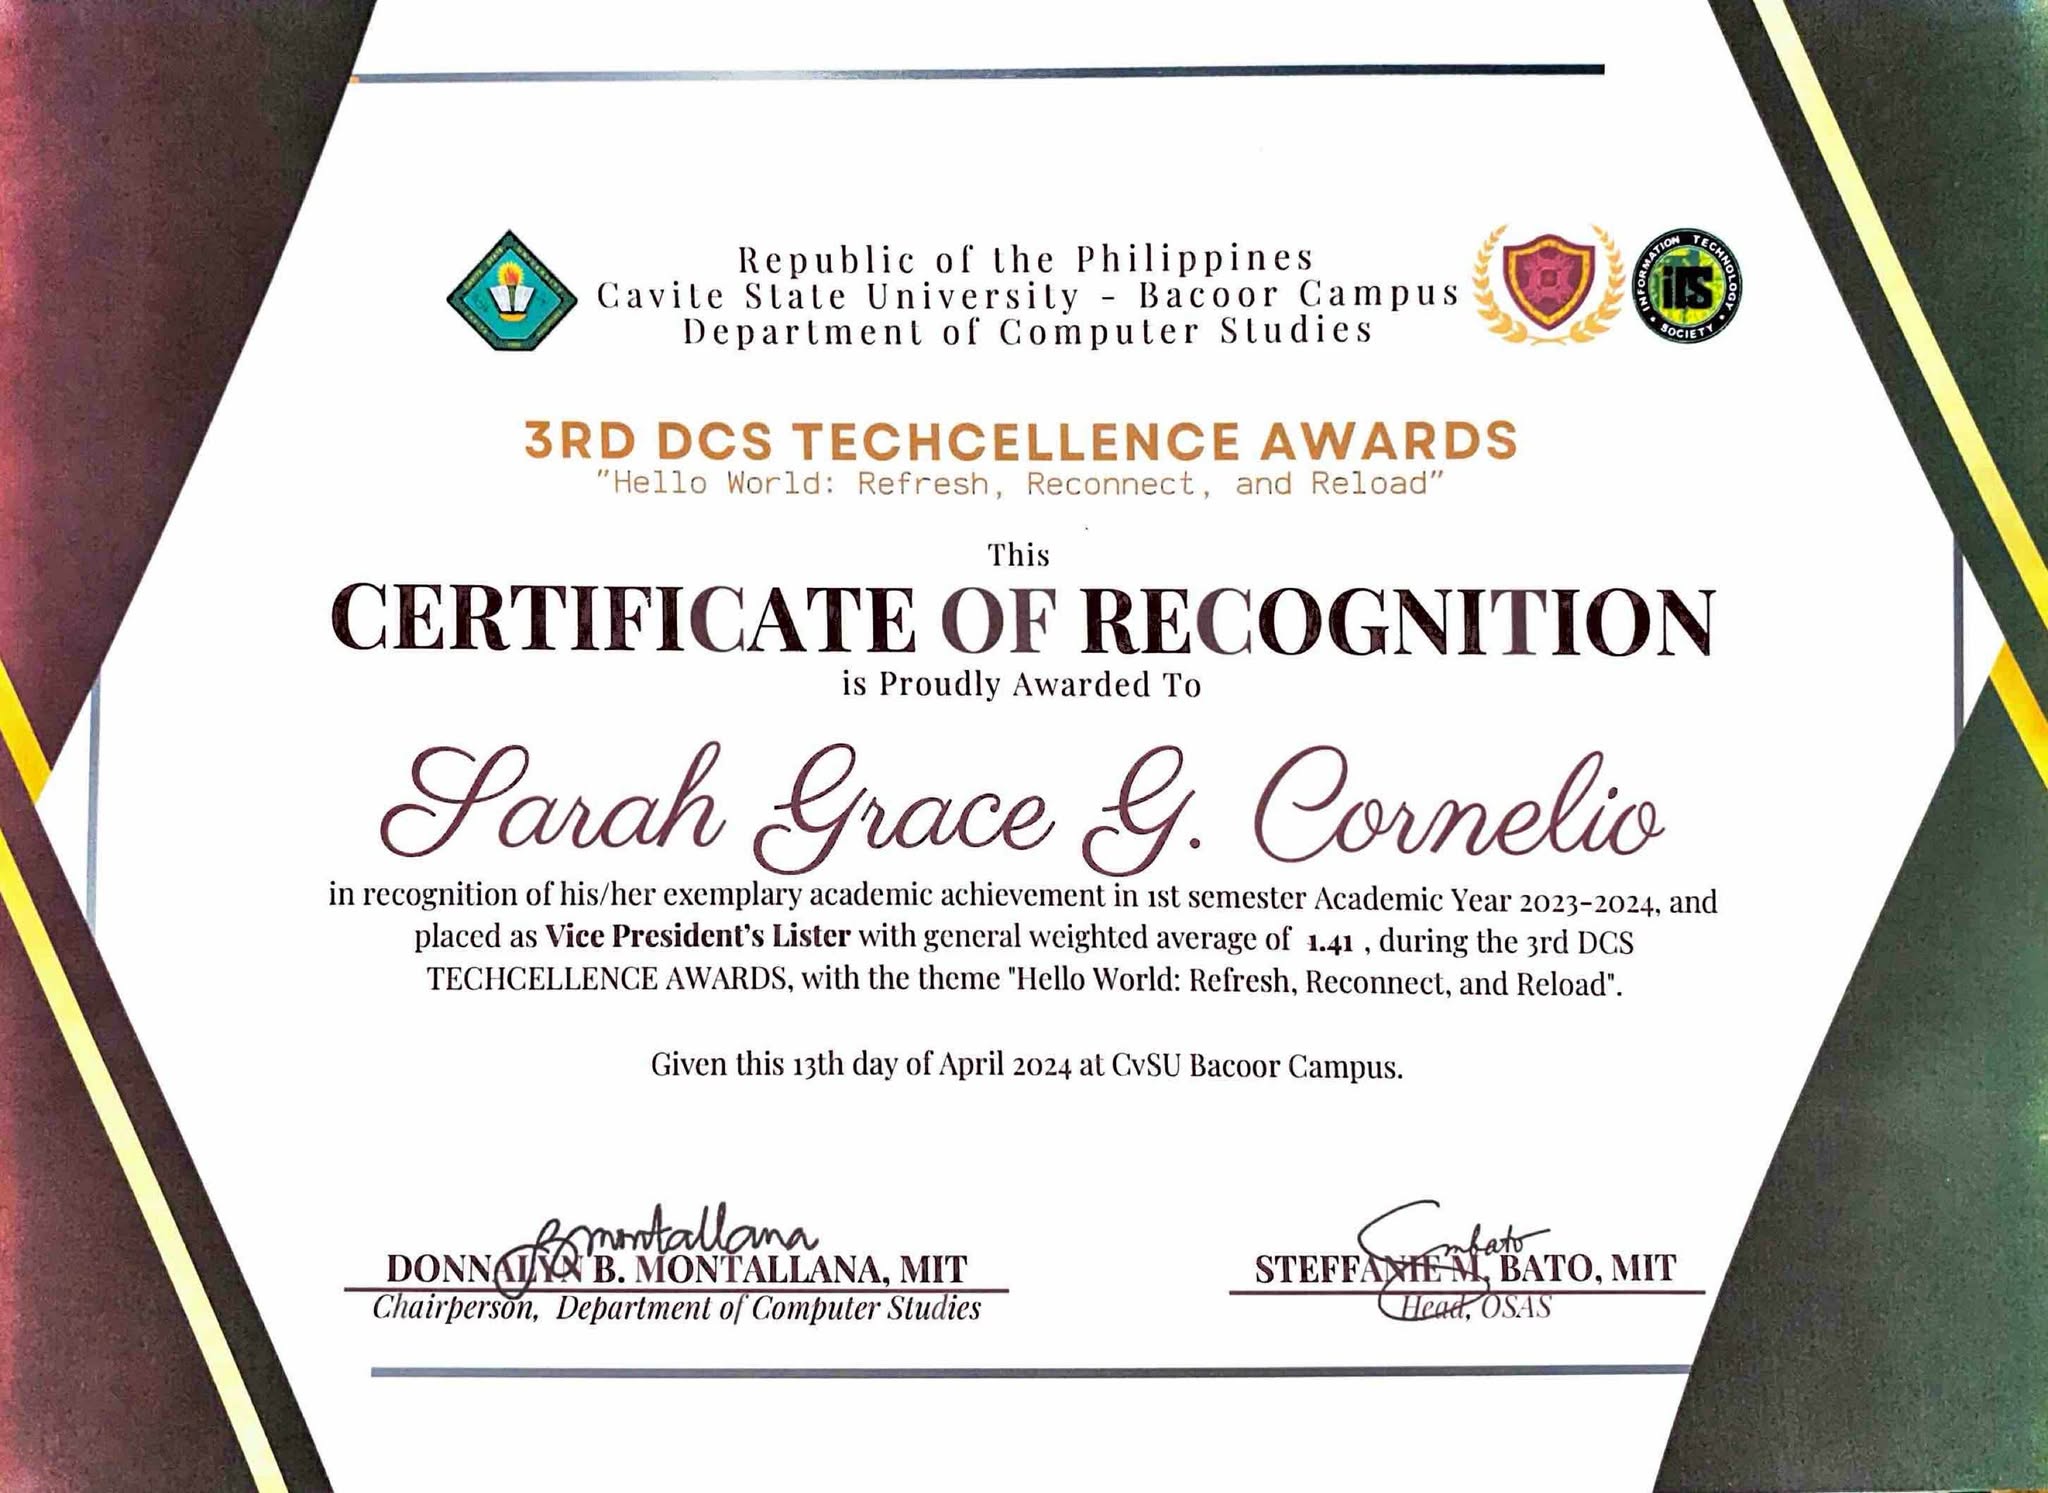 Republic of the Philippines
Cavite State University - Bacoor Campus
Department of Computer Studies
INFORMATION TECHNOLOGY
iTS
SOCIETY
3RD DCS TECHCELLENCE AWARDS
"Hello World: Refresh, Reconnect, and Reload"
This
CERTIFICATE OF RECOGNITION
is Proudly Awarded To
Sarah Grace G. Cornelio
in recognition of his/her exemplary academic achievement in 1st semester Academic Year 2023-2024, and
placed as Vice President's Lister with general weighted average of 1.41 , during the 3rd DCS
TECHCELLENCE AWARDS, with the theme "Hello World: Refresh, Reconnect, and Reload".
Given this 13th day of April 2024 at CvSU Bacoor Campus.
DONNALYN B. MONTALLANA, MIT
Chairperson, Department of Computer Studies
STEFFANIE M. BATO, MIT
Head, OSAS